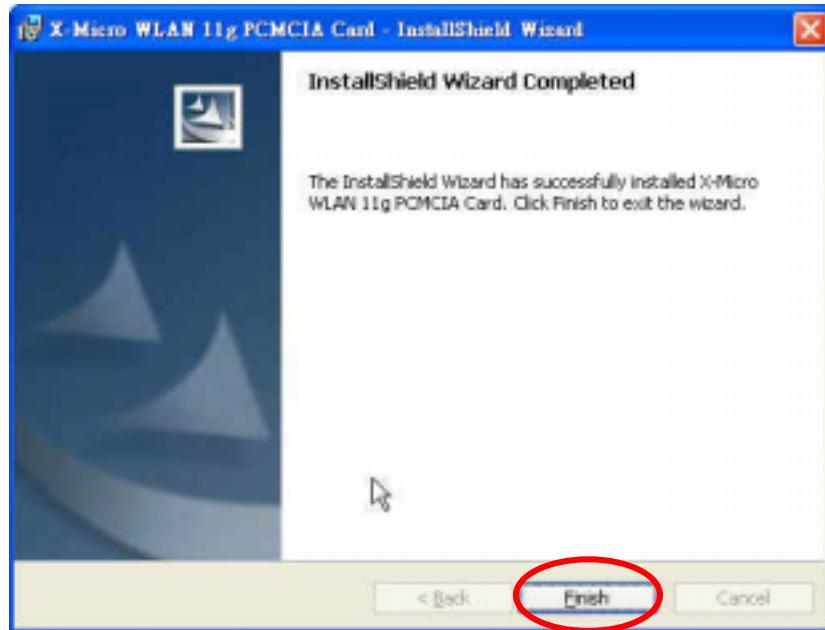 X-Micro WLAN 11g PCMCIA Card - InstallShield Wizard
InstallShield Wizard Completed
The InstallShield Wizard has successfully installed X-Micro
WLAN 11g PCMCIA Card. Click Finish to exit the wizard.
< Back
Finish
Cancel